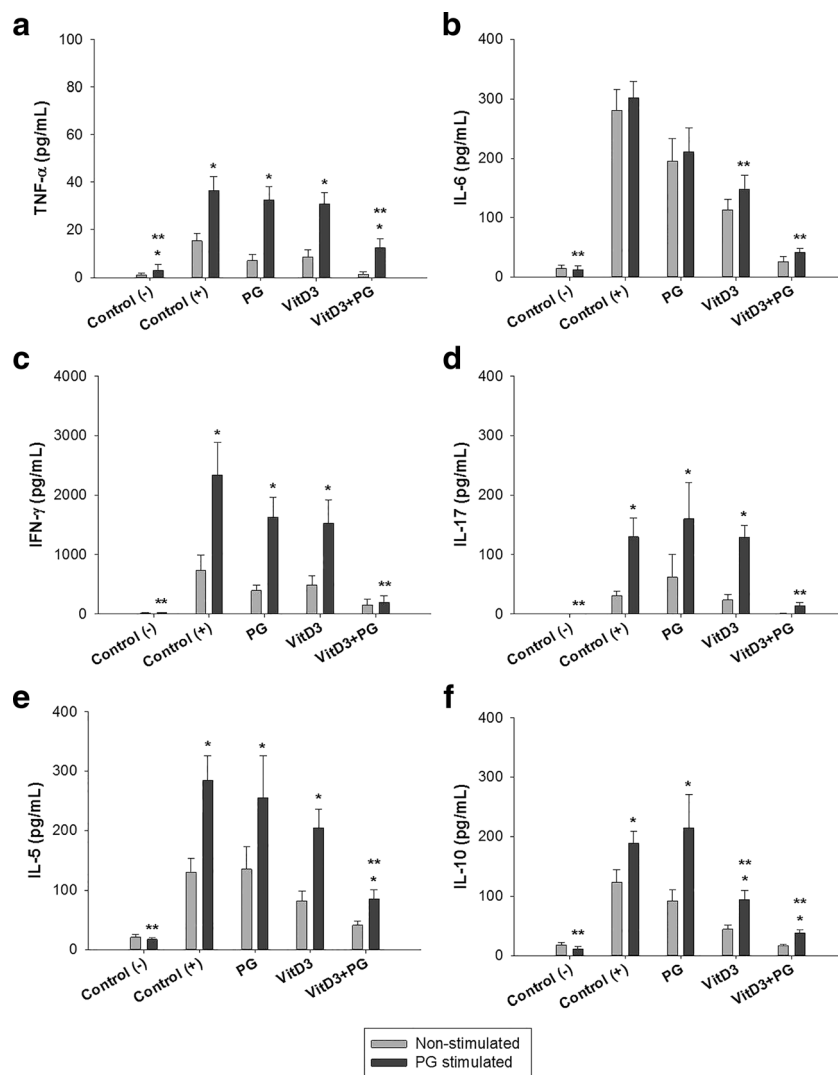 a
100
80
60
40
20
0
TNF-α (pg/mL)
**
*
*
*
*
**
*
Control (-)
Control (+)
PG
VitD3
VitD3+PG
b
400
300
200
100
0
IL-6 (pg/mL)
**
**
**
Control (-)
Control (+)
PG
VitD3
VitD3+PG
c
4000
3000
2000
1000
0
IFN-γ (pg/mL)
**
*
*
*
**
Control (-)
Control (+)
PG
VitD3
VitD3+PG
d
400
300
200
100
0
IL-17 (pg/mL)
**
*
*
*
**
Control (-)
Control (+)
PG
VitD3
VitD3+PG
e
400
300
200
100
0
IL-5 (pg/mL)
**
*
*
*
**
*
Control (-)
Control (+)
PG
VitD3
VitD3+PG
f
400
300
200
100
0
IL-10 (pg/mL)
**
*
*
**
*
**
*
Control (-)
Control (+)
PG
VitD3
VitD3+PG
Non-stimulated
PG stimulated